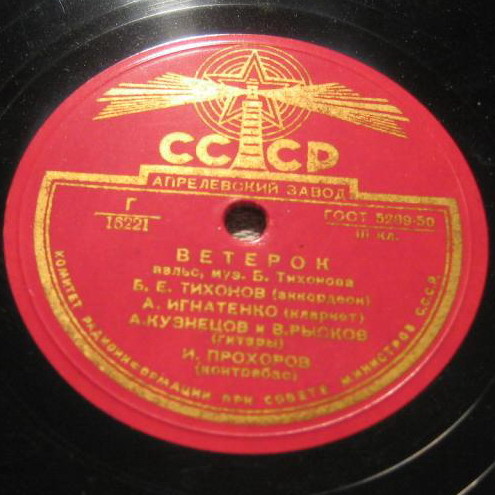 СССР
АПРЕЛЕВСКИЙ ЗАВОД
Г
16221
ГОСТ 5289-50
III кл.
ВЕТЕРОК
вальс, муз. Б. Тихонова
Б. Е. ТИХОНОВ (аккордеон)
А. ИГНАТЕНКО (кларнет)
А. КУЗНЕЦОВ и В. РЫСКОВ
(гитары)
И. ПРОХОРОВ
(контрабас)
КОМИТЕТ РАДИОИНФОРМАЦИИ ПРИ СОВЕТЕ МИНИСТРОВ СССР